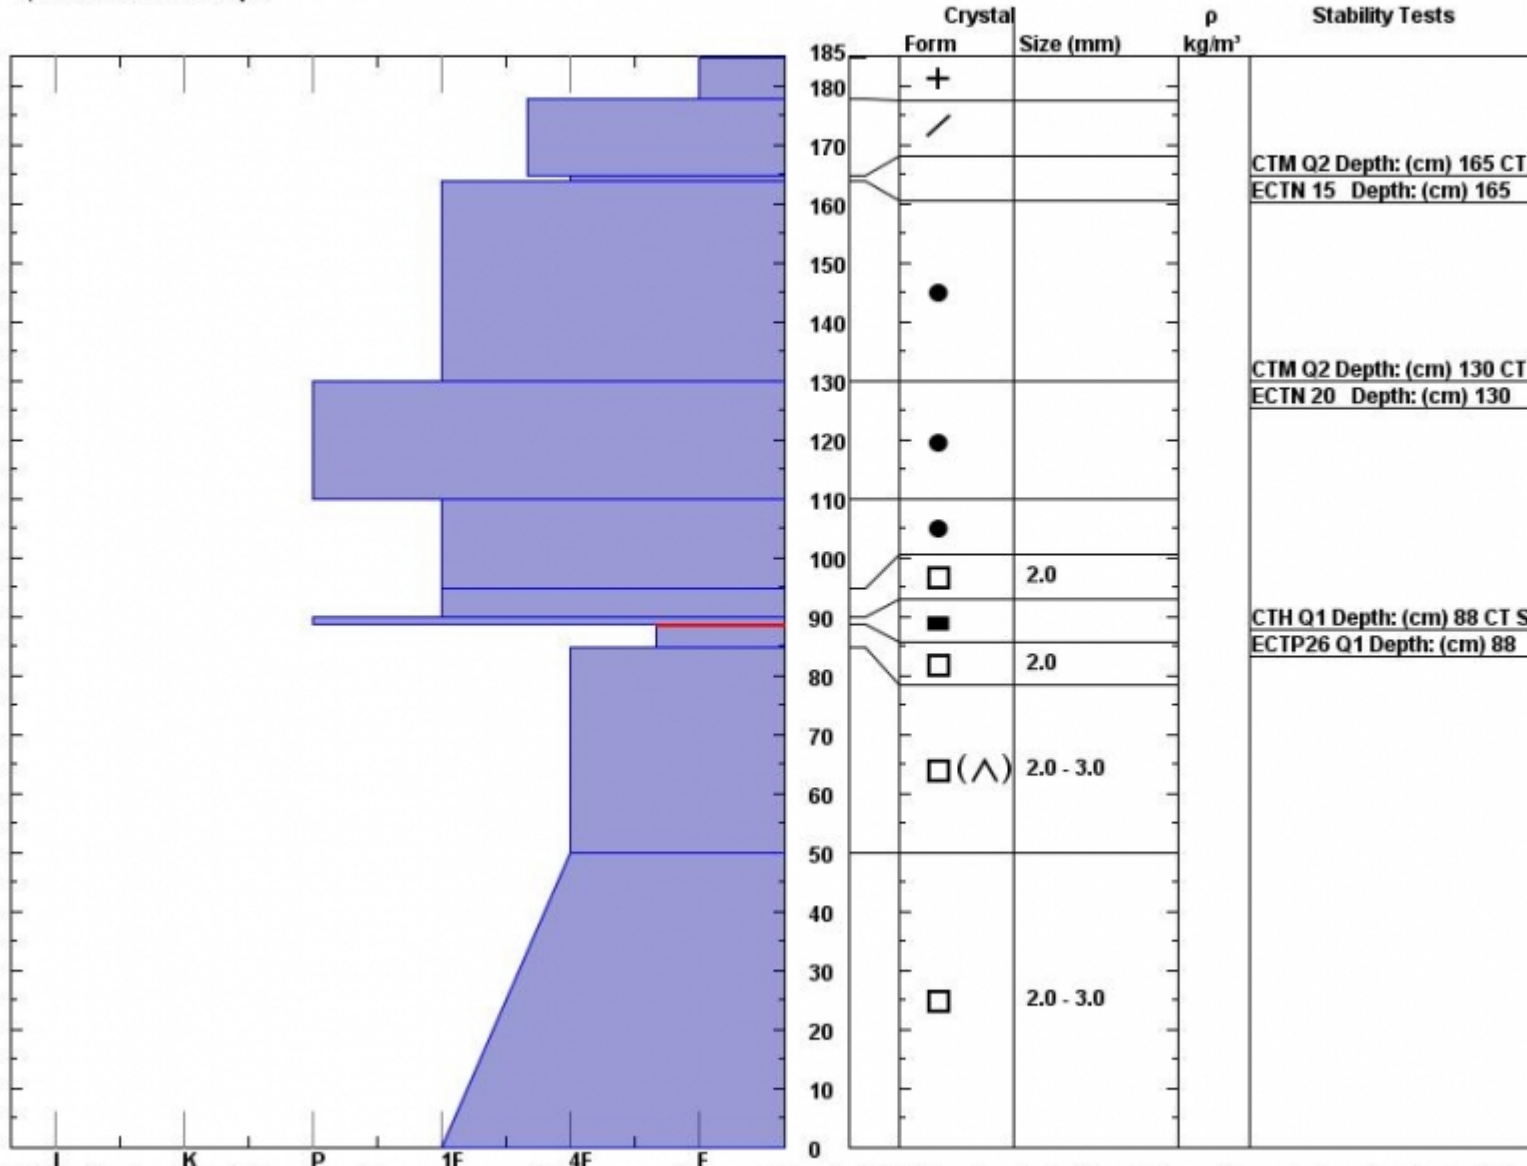 Crystal ρ Stability Tests
Form Size (mm) kg/m³
185
180
170
CTM Q2 Depth: (cm) 165 CT
ECTN 15 Depth: (cm) 165
160
150
140
CTM Q2 Depth: (cm) 130 CT
130
ECTN 20 Depth: (cm) 130
120
110
100
2.0
90
CTH Q1 Depth: (cm) 88 CT S
ECTP26 Q1 Depth: (cm) 88
2.0
80
70
2.0 - 3.0
60
50
40
30
2.0 - 3.0
20
10
0
I K P 1F 4F F